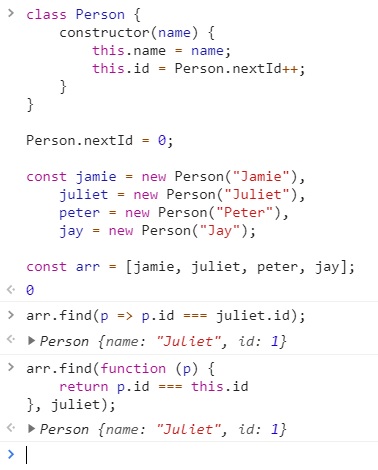 > class Person {
    constructor(name) {
        this.name = name;
        this.id = Person.nextId++;
    }
}

Person.nextId = 0;

const jamie = new Person("Jamie"),
    juliet = new Person("Juliet"),
    peter = new Person("Peter"),
    jay = new Person("Jay");

const arr = [jamie, juliet, peter, jay];
0
> arr.find(p => p.id === juliet.id);
▶ Person {name: "Juliet", id: 1}
> arr.find(function (p) {
    return p.id === this.id
}, juliet);
▶ Person {name: "Juliet", id: 1}
>